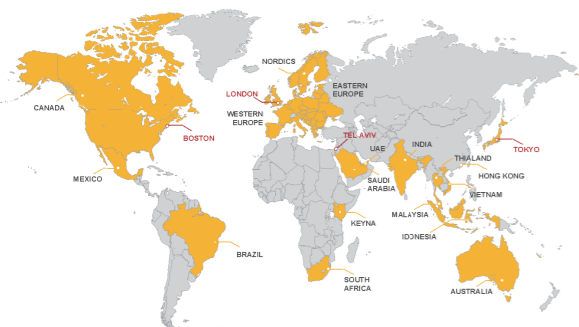 NORDICS
EASTERN
EUROPE
LONDON
CANADA
WESTERN
EUROPE
BOSTON
TEL AVIV
INDIA
TOKYO
UAE
THIALAND
MEXICO
SAUDI
ARABIA
HONG KONG
VIETNAM
MALAYSIA
KEYNA
IDONESIA
BRAZIL
SOUTH
AFRICA
AUSTRALIA